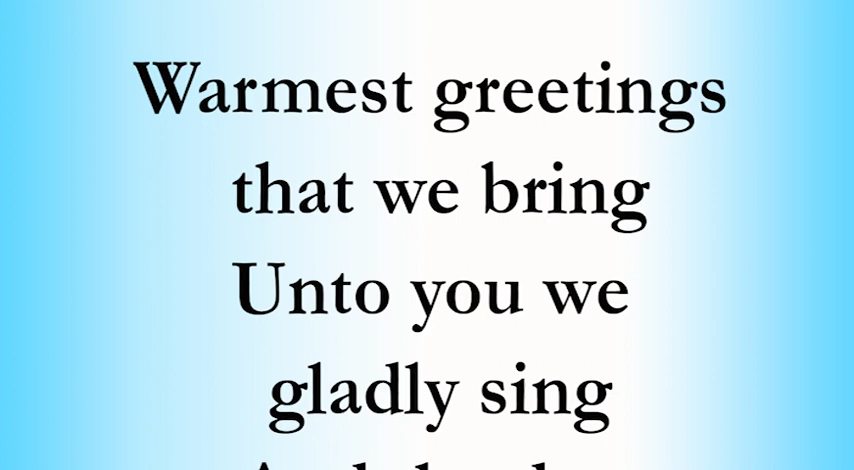 Warmest greetings
that we bring
Unto you we
gladly sing